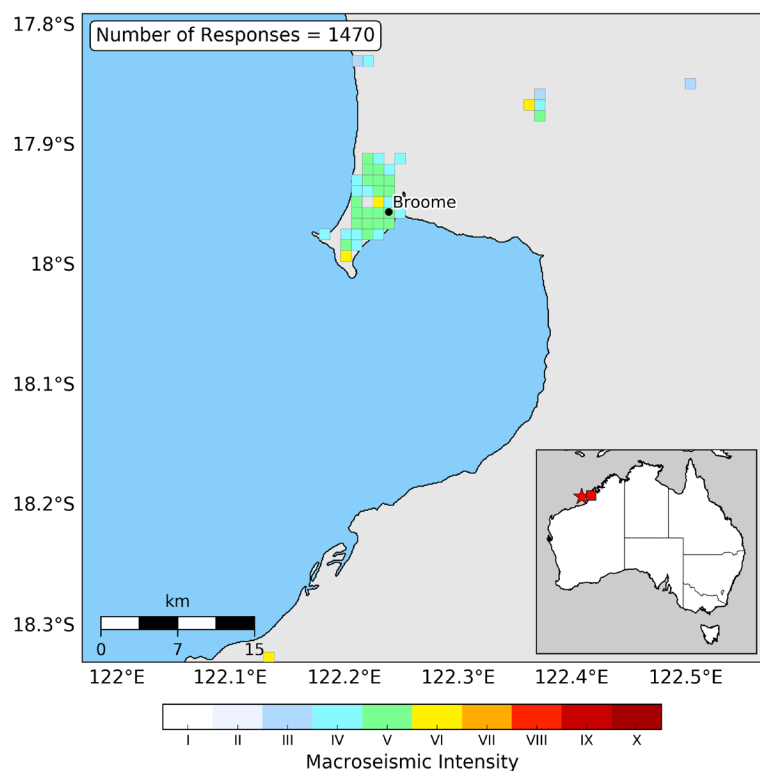 Number of Responses = 1470
17.8°S
17.9°S
18°S
18.1°S
18.2°S
18.3°S
Broome
km
0 7 15
122°E 122.1°E 122.2°E 122.3°E 122.4°E 122.5°E
I II III IV V VI VII VIII IX X
Macroseismic Intensity